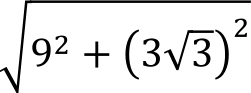 √(9² + (3√3)²)